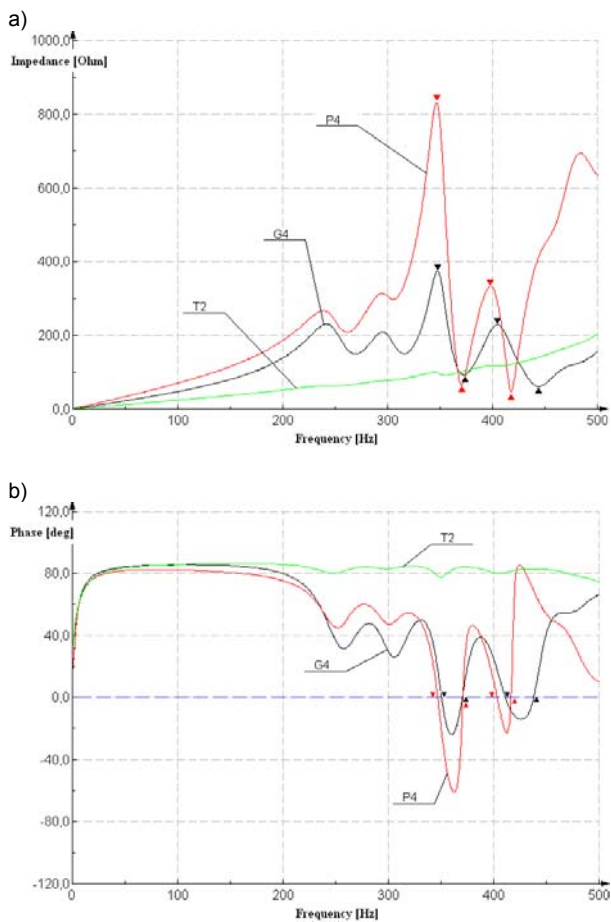 a)
1000,0
Impedance [Ohm]
P4
800,0
600,0
G4
400,0
T2
200,0
0,0
0 100 200 300 400 500
Frequency [Hz]
b)
120,0
Phase [deg]
T2
80,0
40,0
G4
0,0
-40,0
P4
-80,0
-120,0
0 100 200 300 400 500
Frequency [Hz]